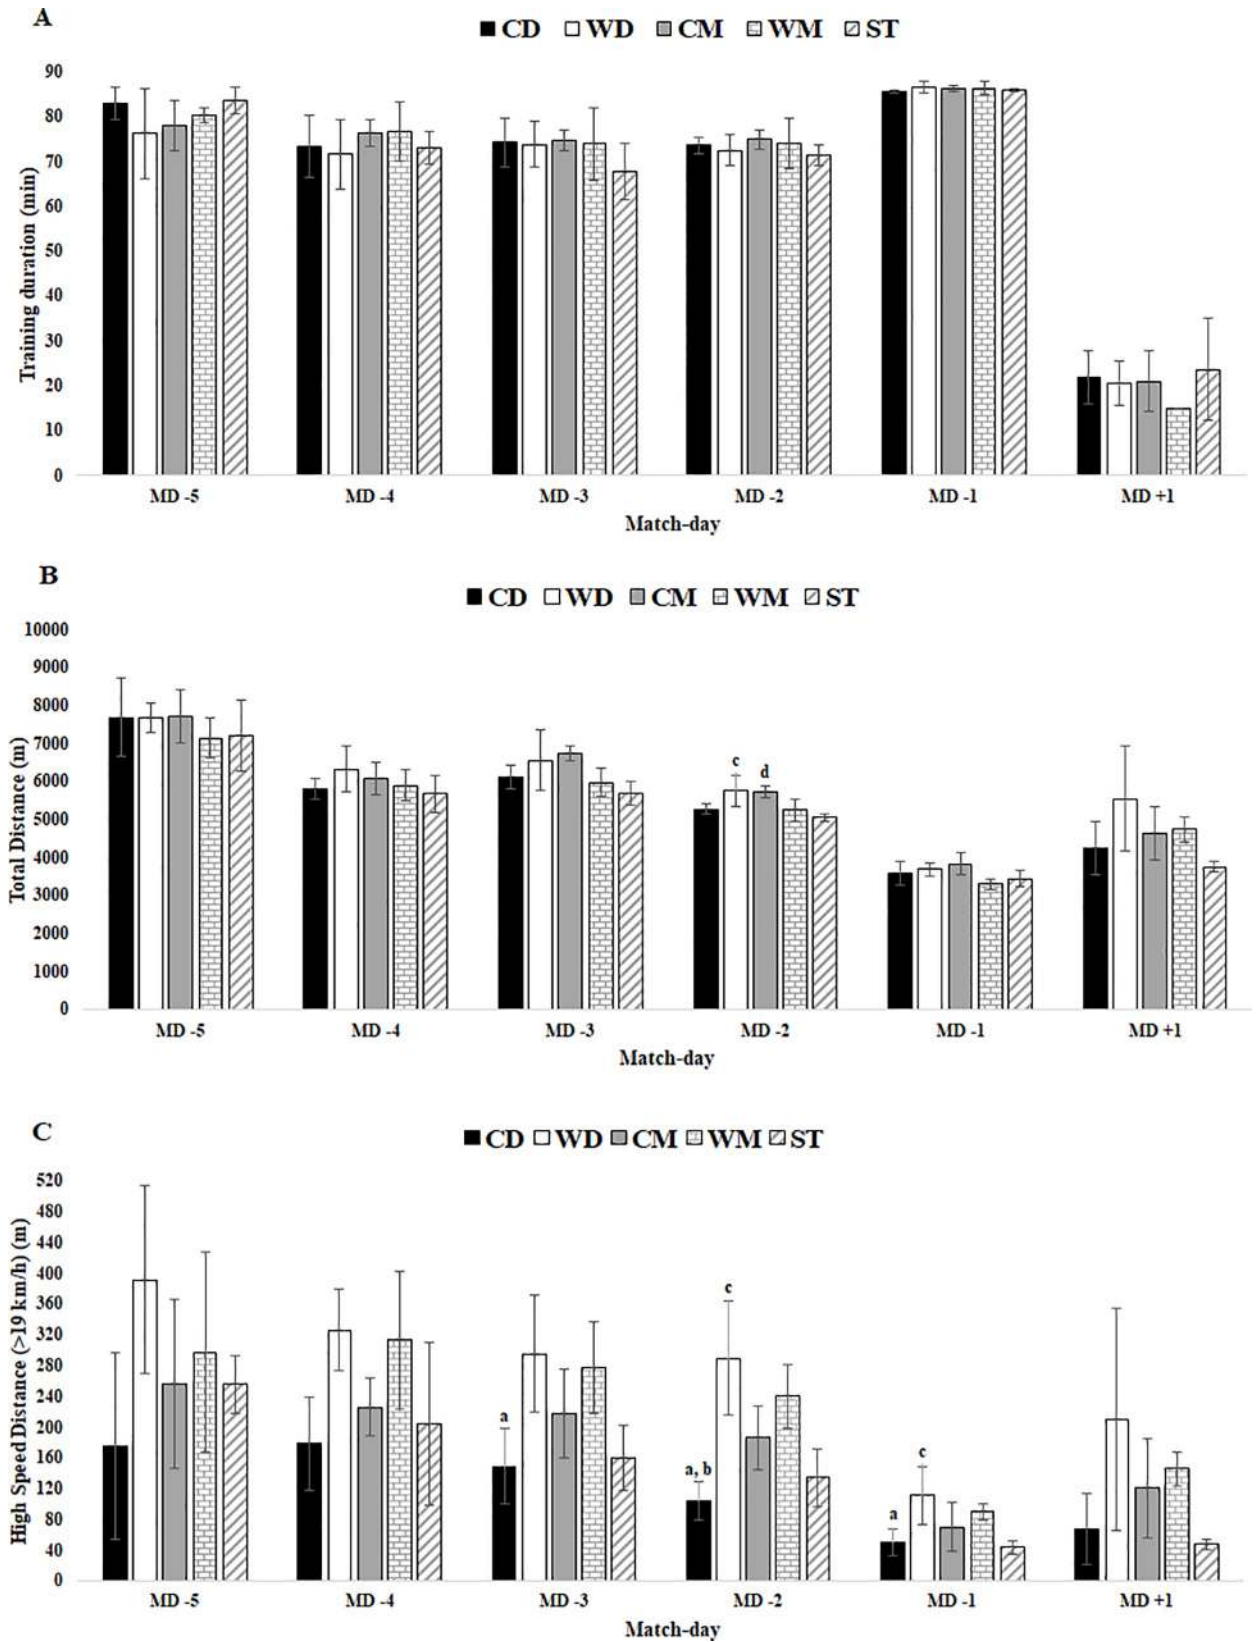 A
CD WD CM WM ST
Training duration (min)
90
80
70
60
50
40
30
20
10
0
MD -5 MD -4 MD -3 MD -2 MD -1 MD +1
Match-day
B
CD WD CM WM ST
Total Distance (m)
10000
9000
8000
7000
6000
5000
4000
3000
2000
1000
0
c d
MD -5 MD -4 MD -3 MD -2 MD -1 MD +1
Match-day
C
CD WD CM WM ST
High Speed Distance (>19 km/h) (m)
520
480
440
400
360
320
280
240
200
160
120
80
40
0
a
a, b
c
a
c
MD -5 MD -4 MD -3 MD -2 MD -1 MD +1
Match-day